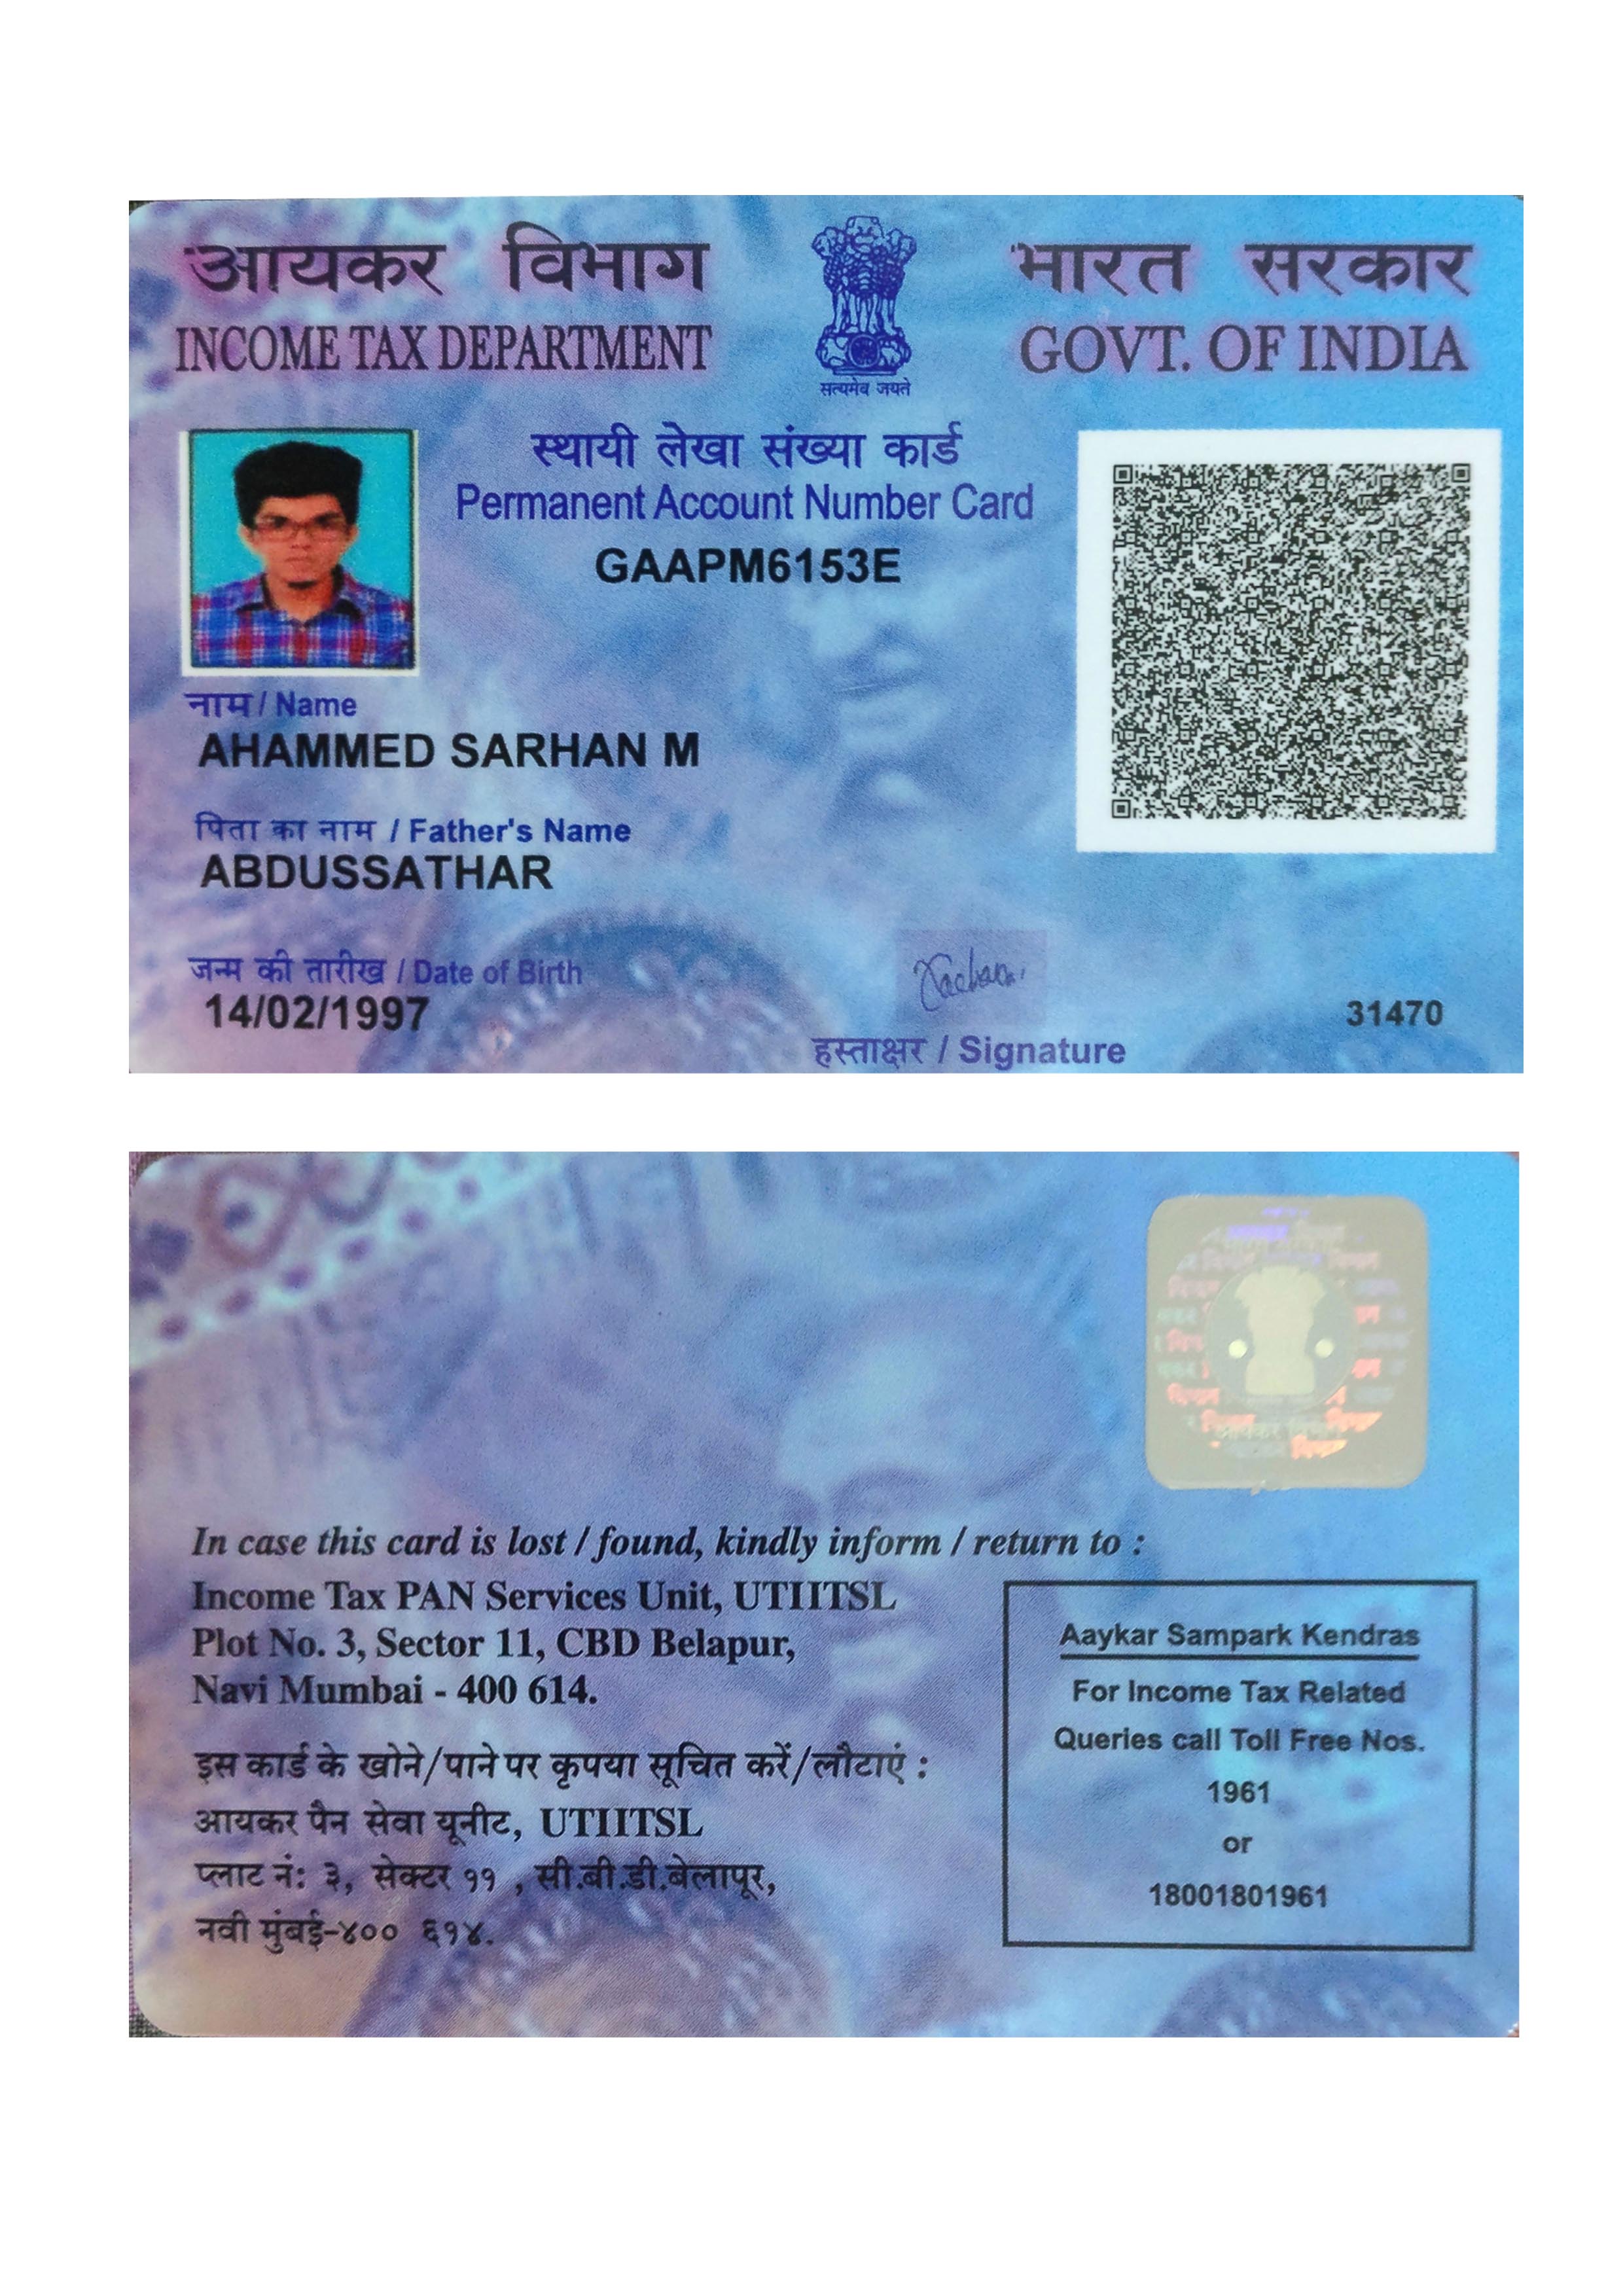 आयकर विभाग
INCOME TAX DEPARTMENT
सत्यमेव जयते
भारत सरकार
GOVT. OF INDIA
स्थायी लेखा संख्या कार्ड
Permanent Account Number Card
GAAPM6153E
नाम / Name
AHAMMED SARHAN M
पिता का नाम / Father's Name
ABDUSSATHAR
जन्म की तारीख / Date of Birth
14/02/1997
हस्ताक्षर / Signature
31470
In case this card is lost / found, kindly inform / return to :
Income Tax PAN Services Unit, UTIITSL
Plot No. 3, Sector 11, CBD Belapur,
Navi Mumbai - 400 614.
इस कार्ड के खोने/पाने पर कृपया सूचित करें/लौटाएं :
आयकर पैन सेवा यूनीट, UTIITSL
प्लाट नं: ३, सेक्टर ११ , सी.बी.डी.बेलापूर,
नवी मुंबई-४०० ६१४.
Aaykar Sampark Kendras
For Income Tax Related
Queries call Toll Free Nos.
1961
or
18001801961